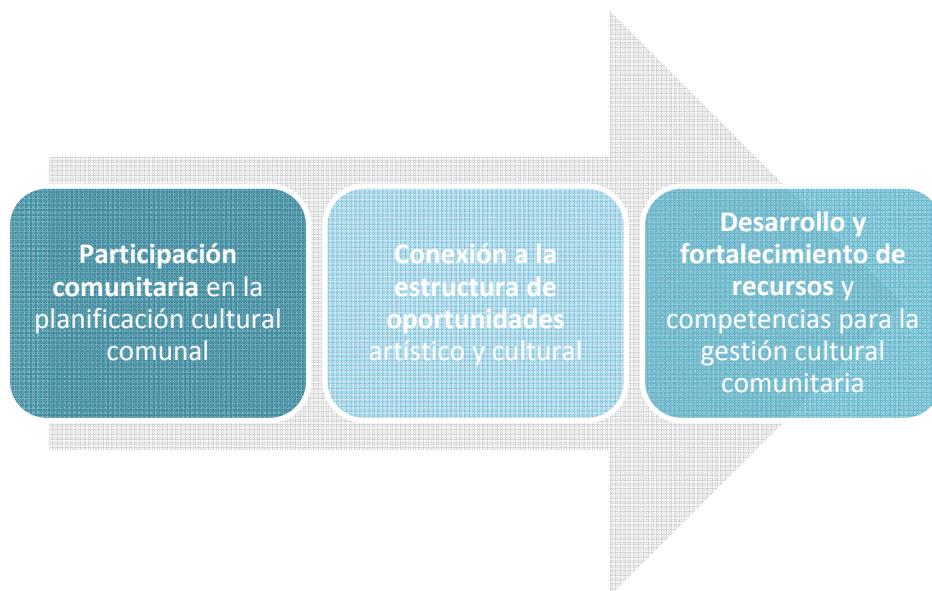 Participación
comunitaria en la
planificación cultural
comunal
Conexión a la
estructura de
oportunidades
artístico y cultural
Desarrollo y
fortalecimiento de
recursos y
competencias para la
gestión cultural
comunitaria